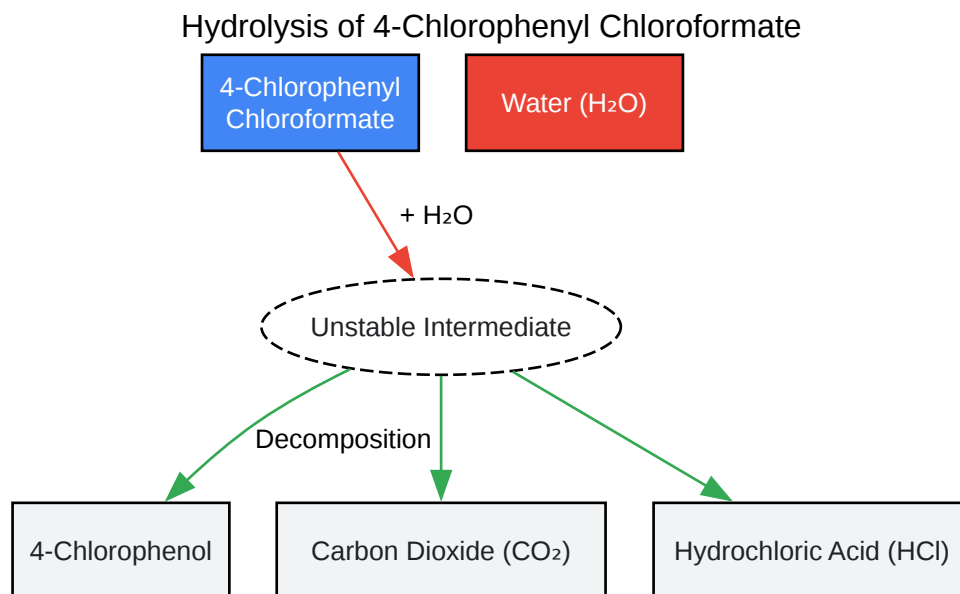 Hydrolysis of 4-Chlorophenyl Chloroformate
4-Chlorophenyl
Chloroformate
Water (H₂O)
+ H₂O
Unstable Intermediate
Decomposition
4-Chlorophenol
Carbon Dioxide (CO₂)
Hydrochloric Acid (HCl)